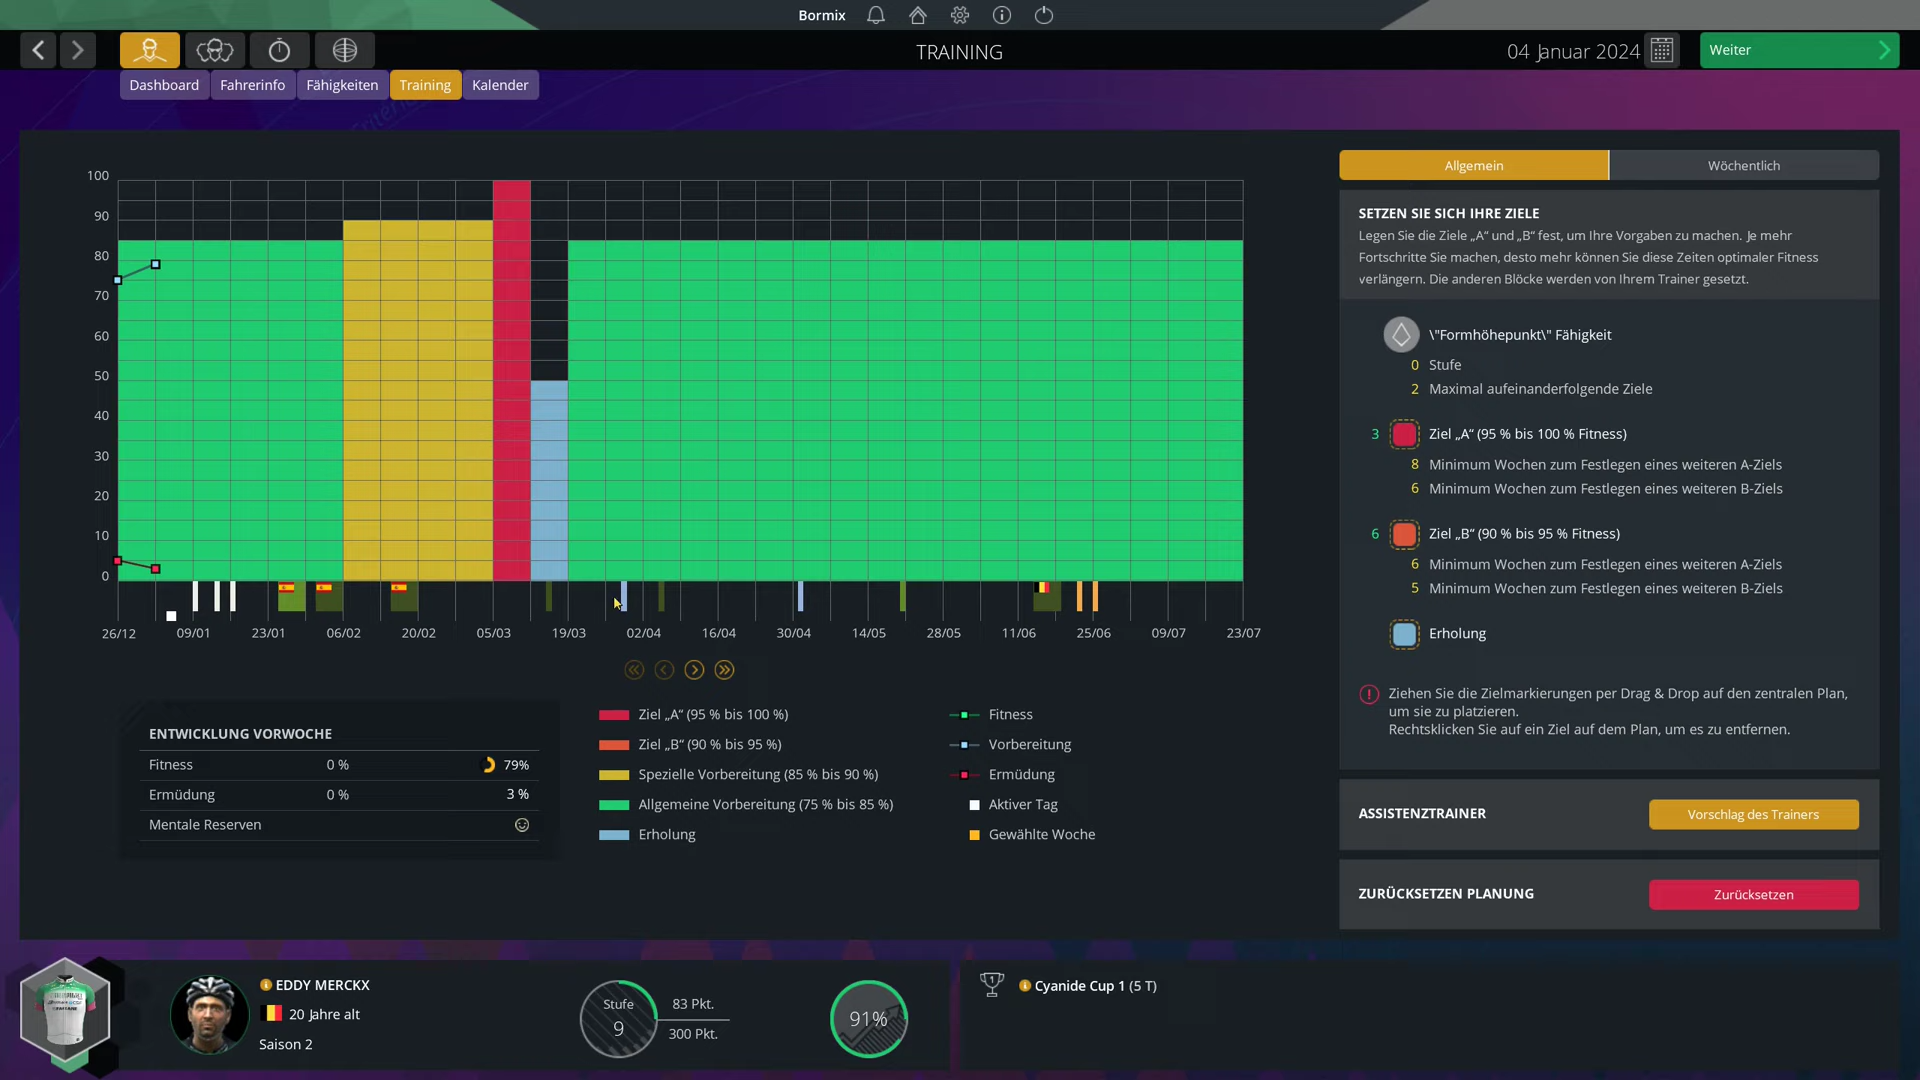 Bormix
TRAINING
04 Januar 2024
Weiter
Dashboard
Fahrerinfo
Fähigkeiten
Training
Kalender
100
90
80
70
60
50
40
30
20
10
0
26/12
09/01
23/01
06/02
20/02
05/03
19/03
02/04
16/04
30/04
14/05
28/05
11/06
25/06
09/07
23/07
Allgemein
Wöchentlich
SETZEN SIE SICH IHRE ZIELE
Legen Sie die Ziele „A“ und „B“ fest, um Ihre Vorgaben zu machen. Je mehr
Fortschritte Sie machen, desto mehr können Sie diese Zeiten optimaler Fitness
verlängern. Die anderen Blöcke werden von Ihrem Trainer gesetzt.
\"Formhöhepunkt\" Fähigkeit
0 Stufe
2 Maximal aufeinanderfolgende Ziele
3 Ziel „A“ (95 % bis 100 % Fitness)
8 Minimum Wochen zum Festlegen eines weiteren A-Ziels
6 Minimum Wochen zum Festlegen eines weiteren B-Ziels
6 Ziel „B“ (90 % bis 95 % Fitness)
6 Minimum Wochen zum Festlegen eines weiteren A-Ziels
5 Minimum Wochen zum Festlegen eines weiteren B-Ziels
Erholung
Ziehen Sie die Zielmarkierungen per Drag & Drop auf den zentralen Plan,
um sie zu platzieren.
Rechtsklicken Sie auf ein Ziel auf dem Plan, um es zu entfernen.
ASSISTENZTRAINER
Vorschlag des Trainers
ZURÜCKSETZEN PLANUNG
Zurücksetzen
ENTWICKLUNG VORWOCHE
Fitness 0 % 79%
Ermüdung 0 % 3 %
Mentale Reserven
Ziel „A“ (95 % bis 100 %)
Ziel „B“ (90 % bis 95 %)
Spezielle Vorbereitung (85 % bis 90 %)
Allgemeine Vorbereitung (75 % bis 85 %)
Erholung
Fitness
Vorbereitung
Ermüdung
Aktiver Tag
Gewählte Woche
EDDY MERCKX
20 Jahre alt
Saison 2
Stufe
9
83 Pkt.
300 Pkt.
91%
Cyanide Cup 1 (5 T)